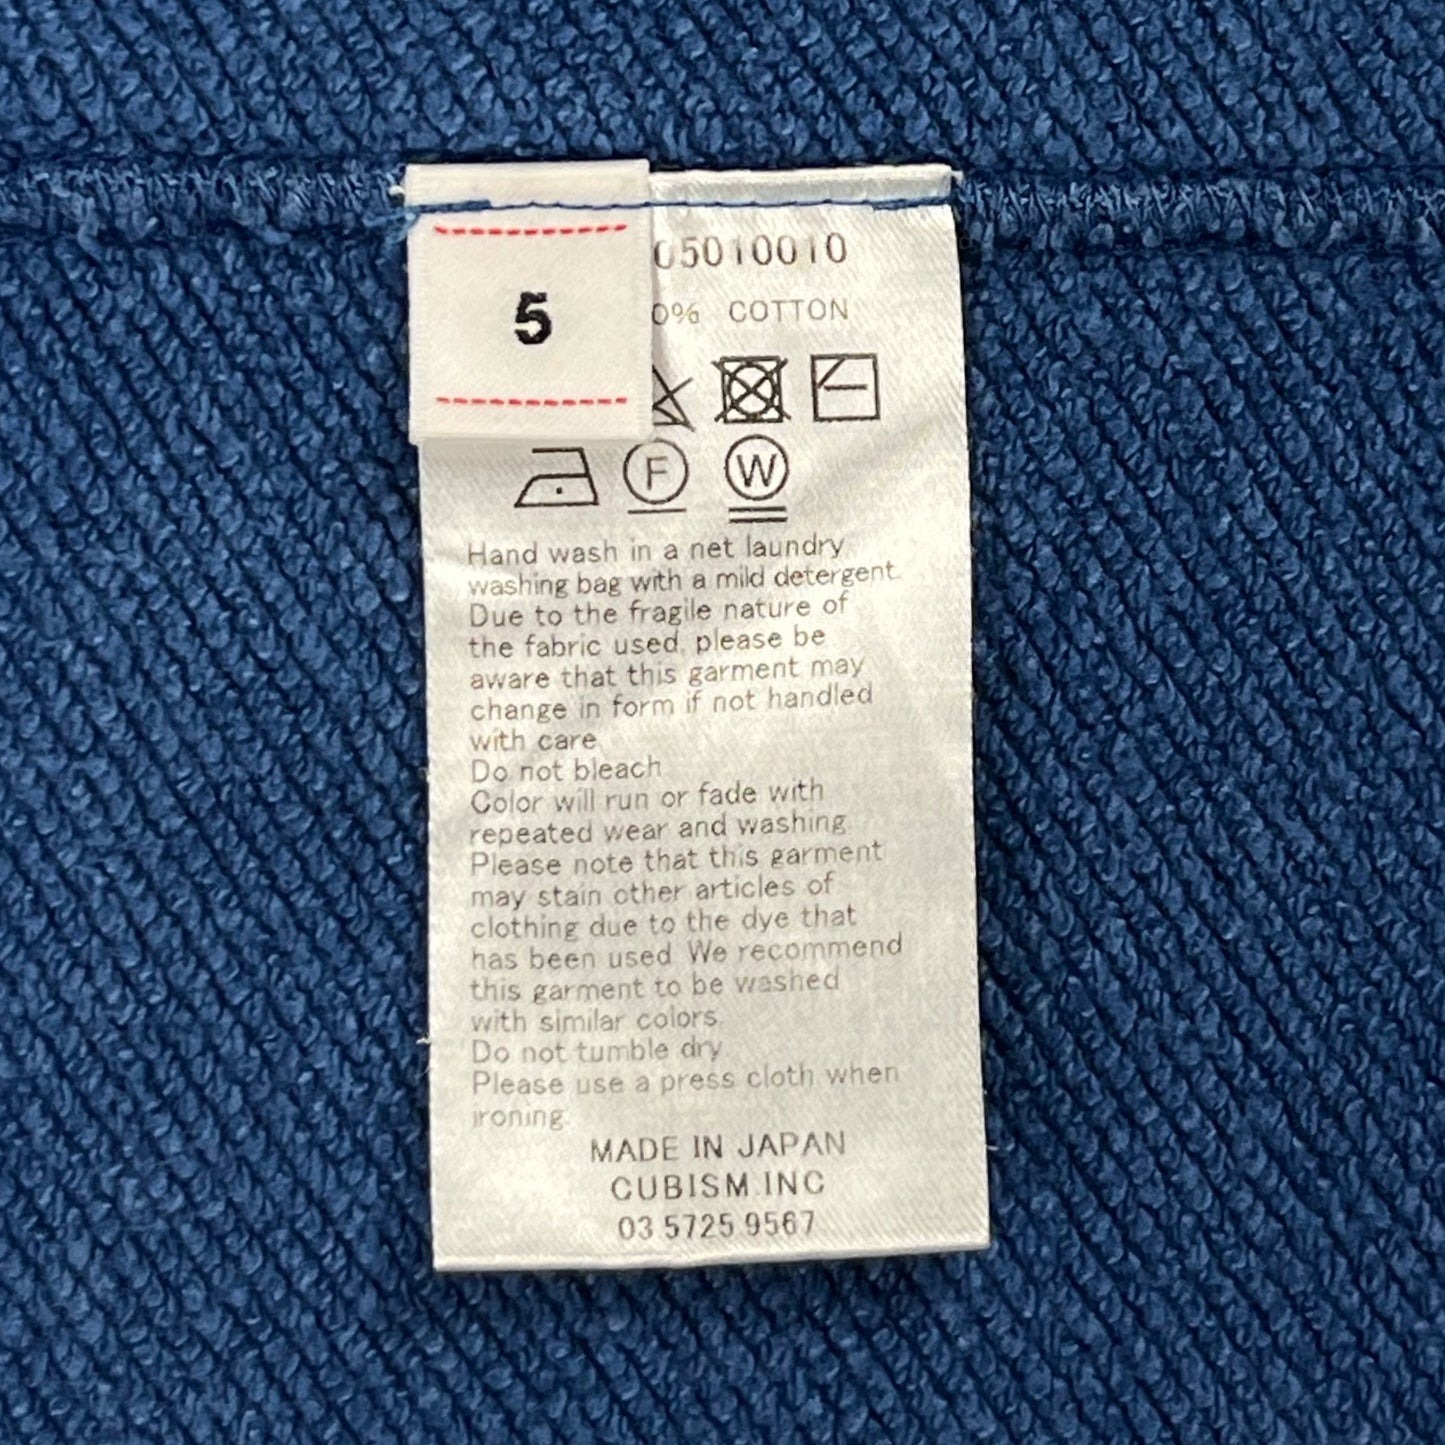 5
05010010
0% COTTON
F
W
Hand wash in a net laundry
washing bag with a mild detergent.
Due to the fragile nature of
the fabric used, please be
aware that this garment may
change in form if not handled
with care.
Do not bleach
Color will run or fade with
repeated wear and washing.
Please note that this garment
may stain other articles of
clothing due to the dye that
has been used. We recommend
this garment to be washed
with similar colors.
Do not tumble dry.
Please use a press cloth when
ironing.
MADE IN JAPAN
CUBISM.INC
03 5725 9567